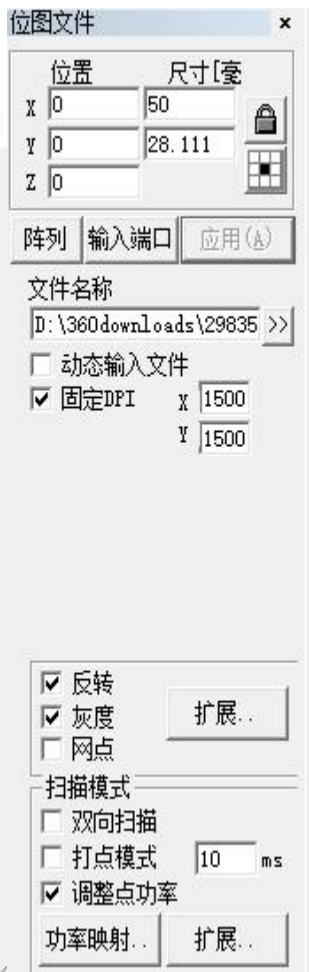 位图文件 ×
位置 尺寸[毫
X 0 50
Y 0 28.111
Z 0
阵列 输入端口 应用(A)
文件名称
D:\360downloads\29835 >>
动态输入文件
固定DPI X 1500
Y 1500
反转
灰度 扩展..
网点
扫描模式
双向扫描
打点模式 10 ms
调整点功率
功率映射.. 扩展..